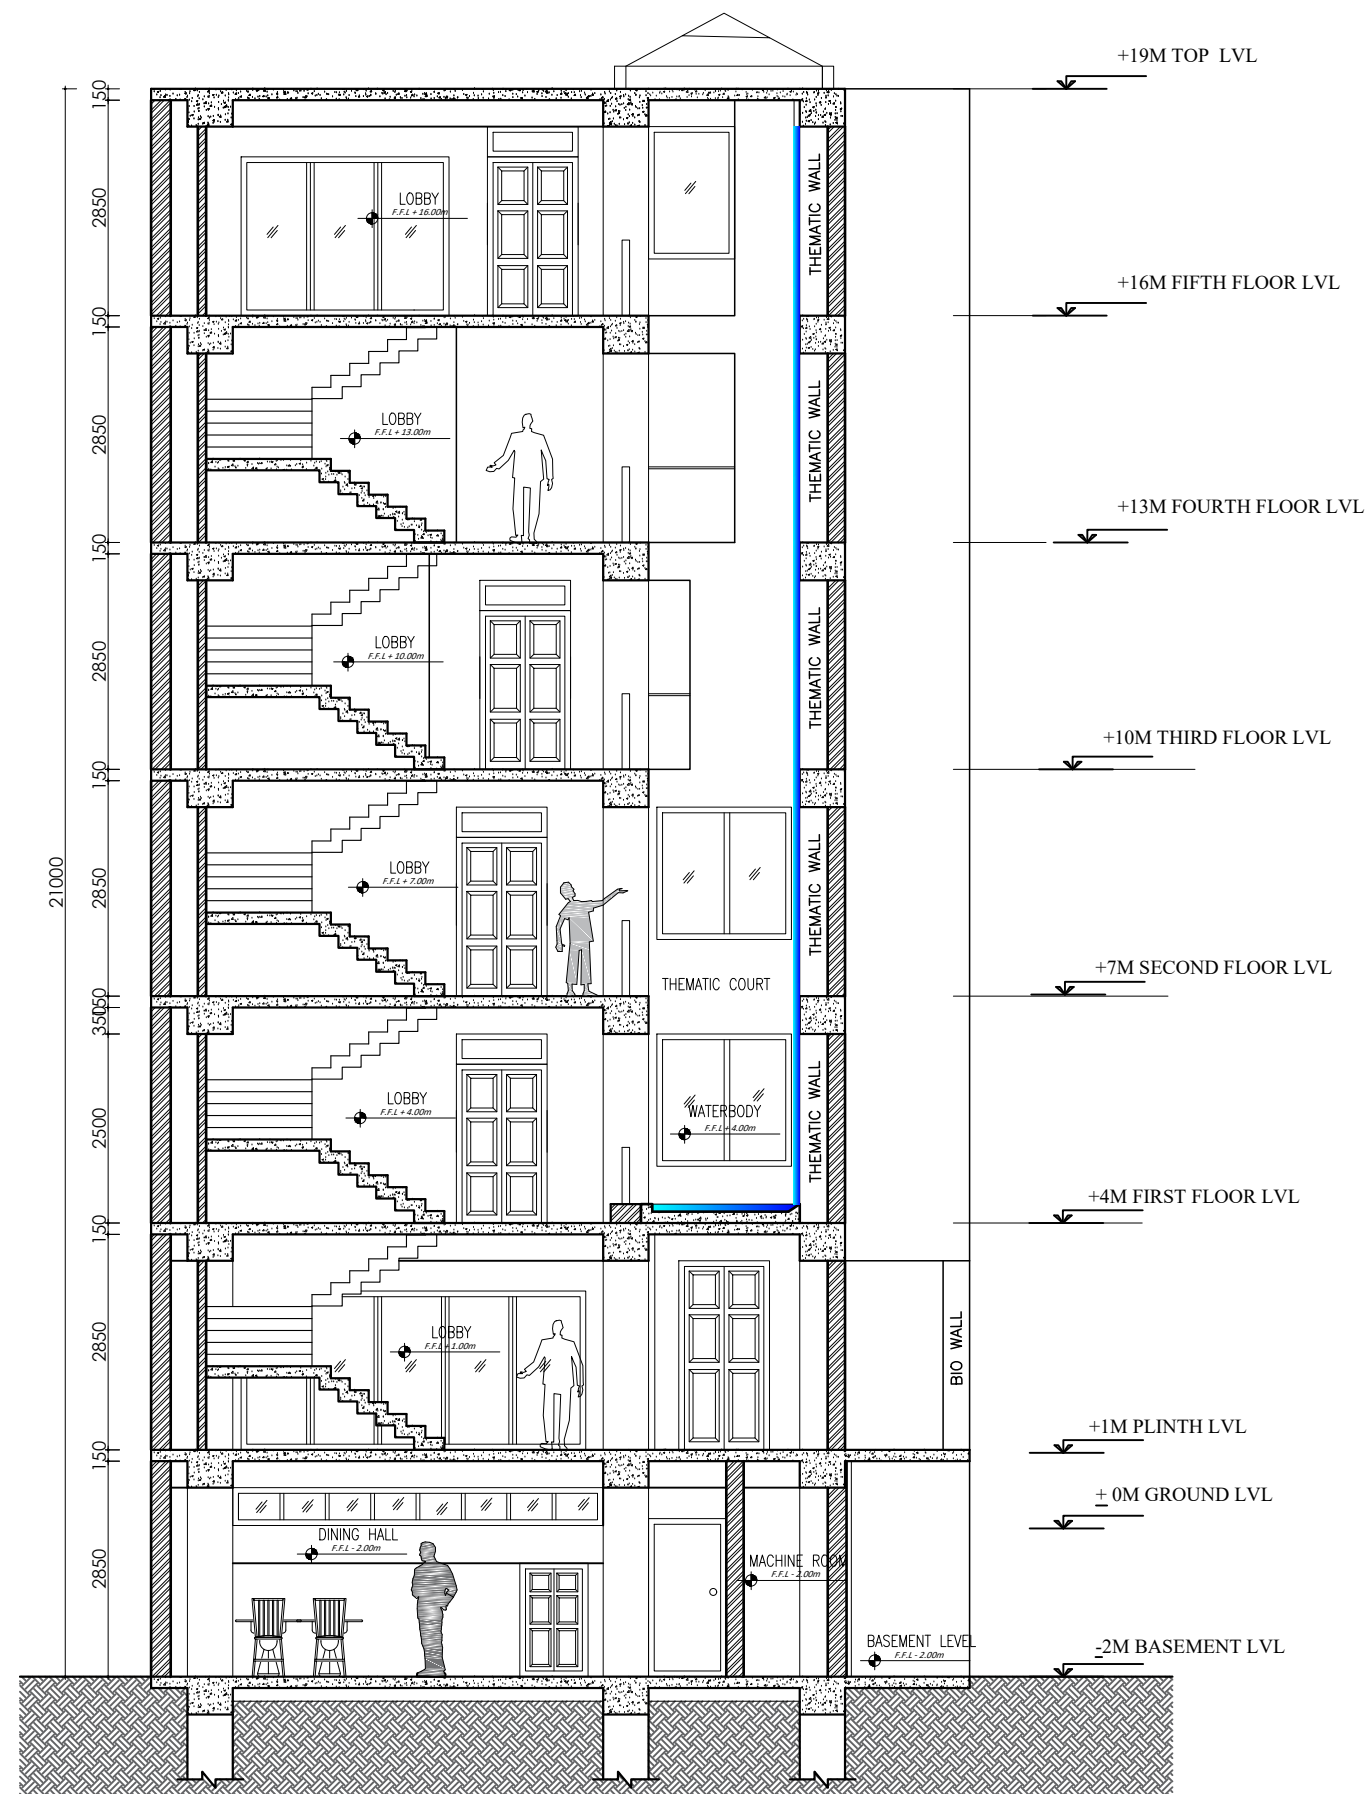 +19M TOP LVL
150
2850
LOBBY
F.F.L + 16.00m
THEMATIC WALL
+16M FIFTH FLOOR LVL
150
2850
LOBBY
F.F.L + 13.00m
THEMATIC WALL
+13M FOURTH FLOOR LVL
150
2850
LOBBY
F.F.L + 10.00m
THEMATIC WALL
+10M THIRD FLOOR LVL
150
21000
2850
LOBBY
F.F.L + 7.00m
THEMATIC WALL
THEMATIC COURT
+7M SECOND FLOOR LVL
350
2500
LOBBY
F.F.L + 4.00m
WATERBODY
F.F.L + 4.00m
THEMATIC WALL
+4M FIRST FLOOR LVL
150
2850
LOBBY
F.F.L + 1.00m
BIO WALL
+1M PLINTH LVL
150
+ 0M GROUND LVL
2850
DINING HALL
F.F.L - 2.00m
MACHINE ROOM
F.F.L - 2.00m
BASEMENT LEVEL
F.F.L - 2.00m
-2M BASEMENT LVL